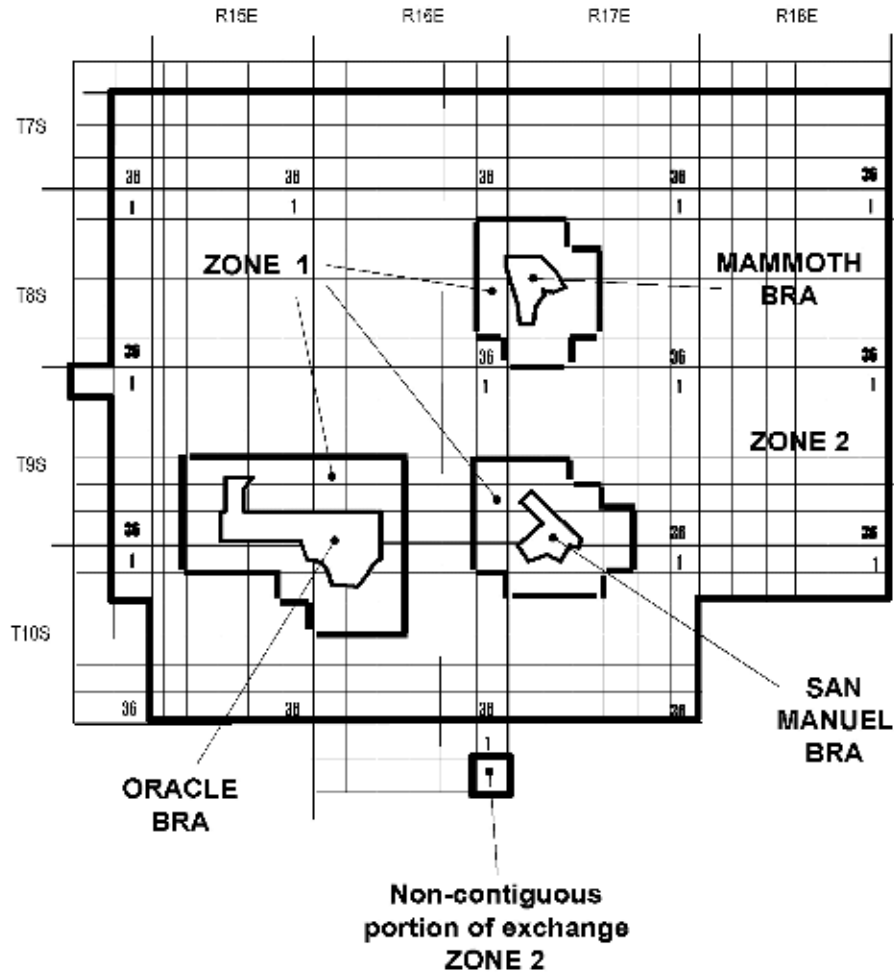 R15E R16E R17E R18E
T7S
36 36 36 36 36
1 1 1 1
ZONE 1
MAMMOTH
BRA
T8S
36 36 36 36
1 1 1 1
ZONE 2
T9S
36 36 36
1 1 1
T10S
SAN
MANUEL
BRA
36 36 36 36
1
ORACLE
BRA
Non-contiguous
portion of exchange
ZONE 2